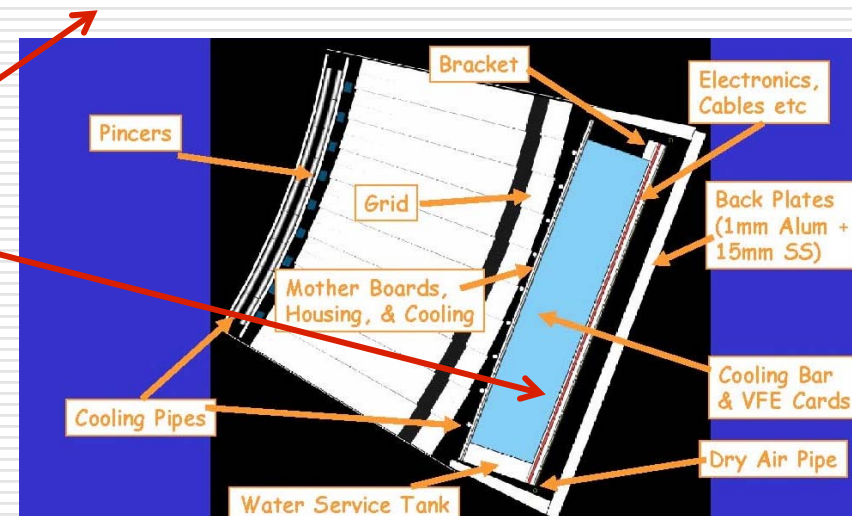 Bracket
Electronics,
Cables etc
Pincers
Grid
Back Plates
(1mm Alum +
15mm SS)
Mother Boards,
Housing, & Cooling
Cooling Bar
& VFE Cards
Cooling Pipes
Dry Air Pipe
Water Service Tank